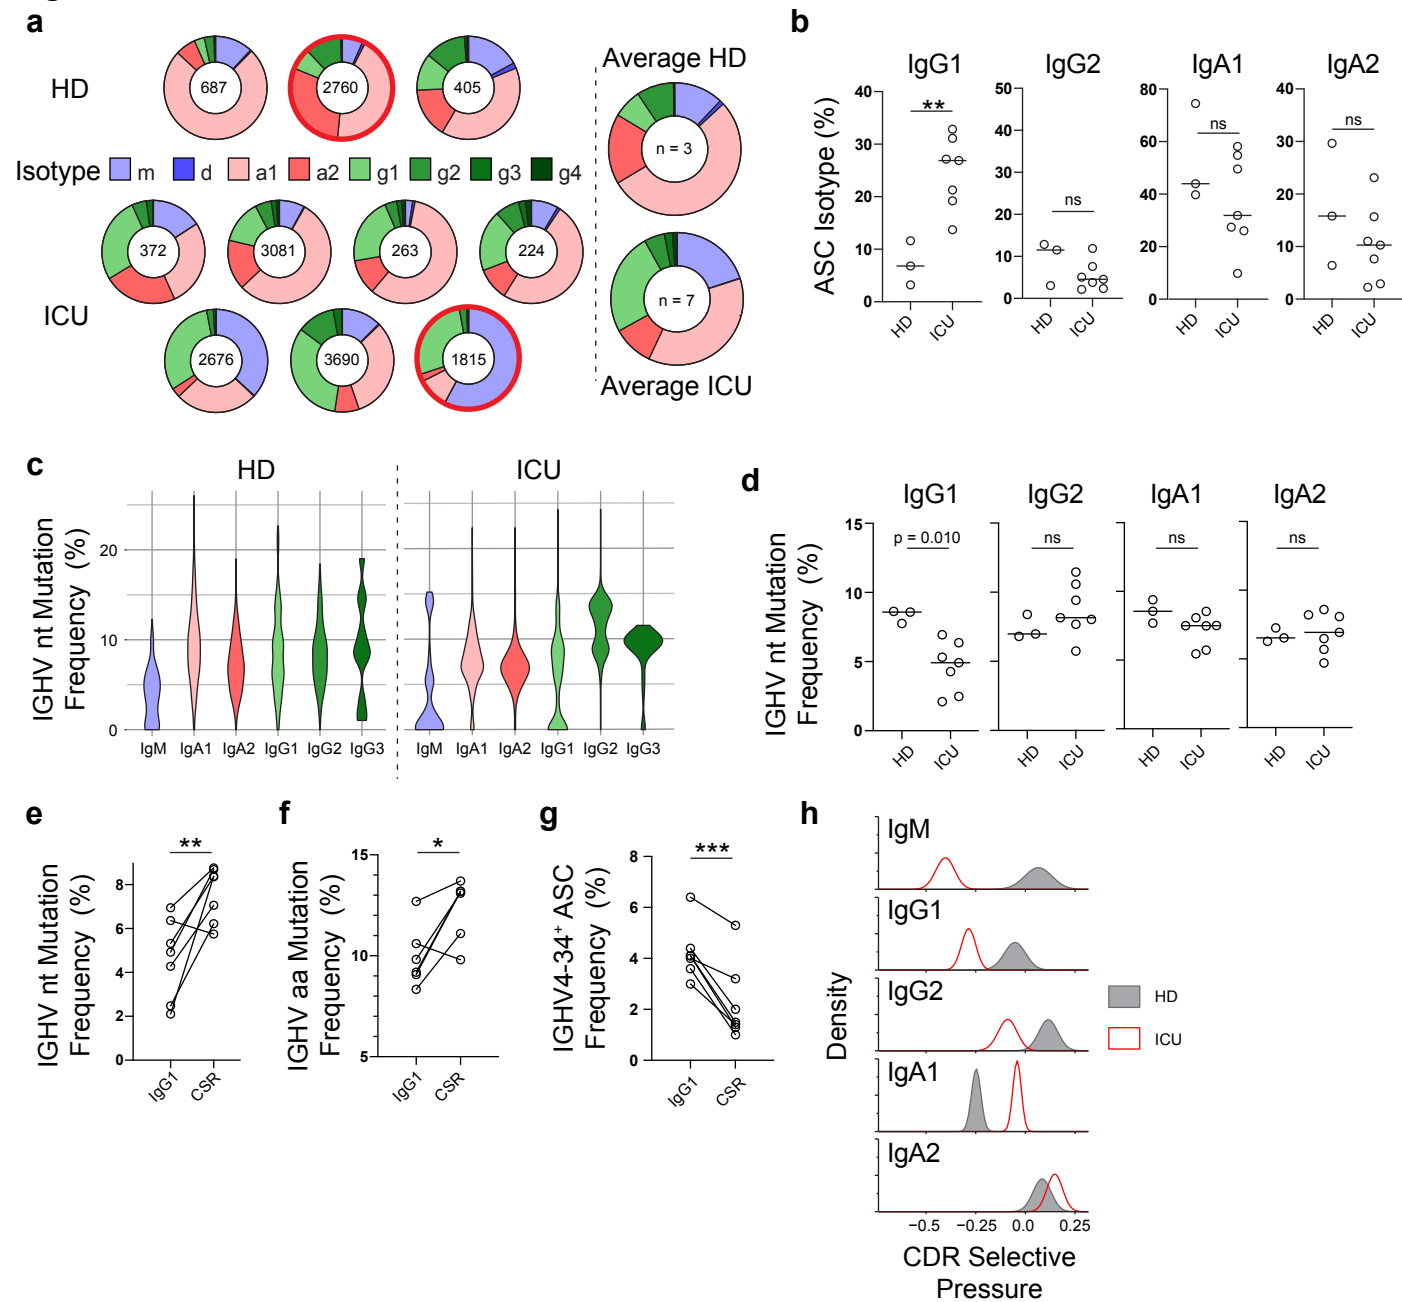 a
HD
687
2760
405
Isotype m d a1 a2 g1 g2 g3 g4
372
3081
263
224
ICU
2676
3690
1815
Average HD
n = 3
n = 7
Average ICU
b
IgG1 IgG2 IgA1 IgA2
ASC Isotype (%)
40
30
20
10
0
**
HD
ICU
50
40
30
20
10
0
ns
HD
ICU
80
60
40
20
0
ns
HD
ICU
40
30
20
10
0
ns
HD
ICU
c
HD
ICU
IGHV nt Mutation
Frequency (%)
20
10
0
IgM IgA1 IgA2 IgG1 IgG2 IgG3
IgM IgA1 IgA2 IgG1 IgG2 IgG3
d
IgG1 IgG2 IgA1 IgA2
IGHV nt Mutation
Frequency (%)
15
10
5
0
p = 0.010
ns
ns
ns
HD
ICU
HD
ICU
HD
ICU
HD
ICU
e
IGHV nt Mutation
Frequency (%)
8
6
4
2
0
**
IgG1
CSR
f
IGHV aa Mutation
Frequency (%)
15
10
5
*
IgG1
CSR
g
IGHV4-34+ ASC
Frequency (%)
8
6
4
2
0
***
IgG1
CSR
h
Density
IgM
IgG1
IgG2
IgA1
IgA2
HD
ICU
−0.5 −0.25 0.0 0.25
CDR Selective
Pressure